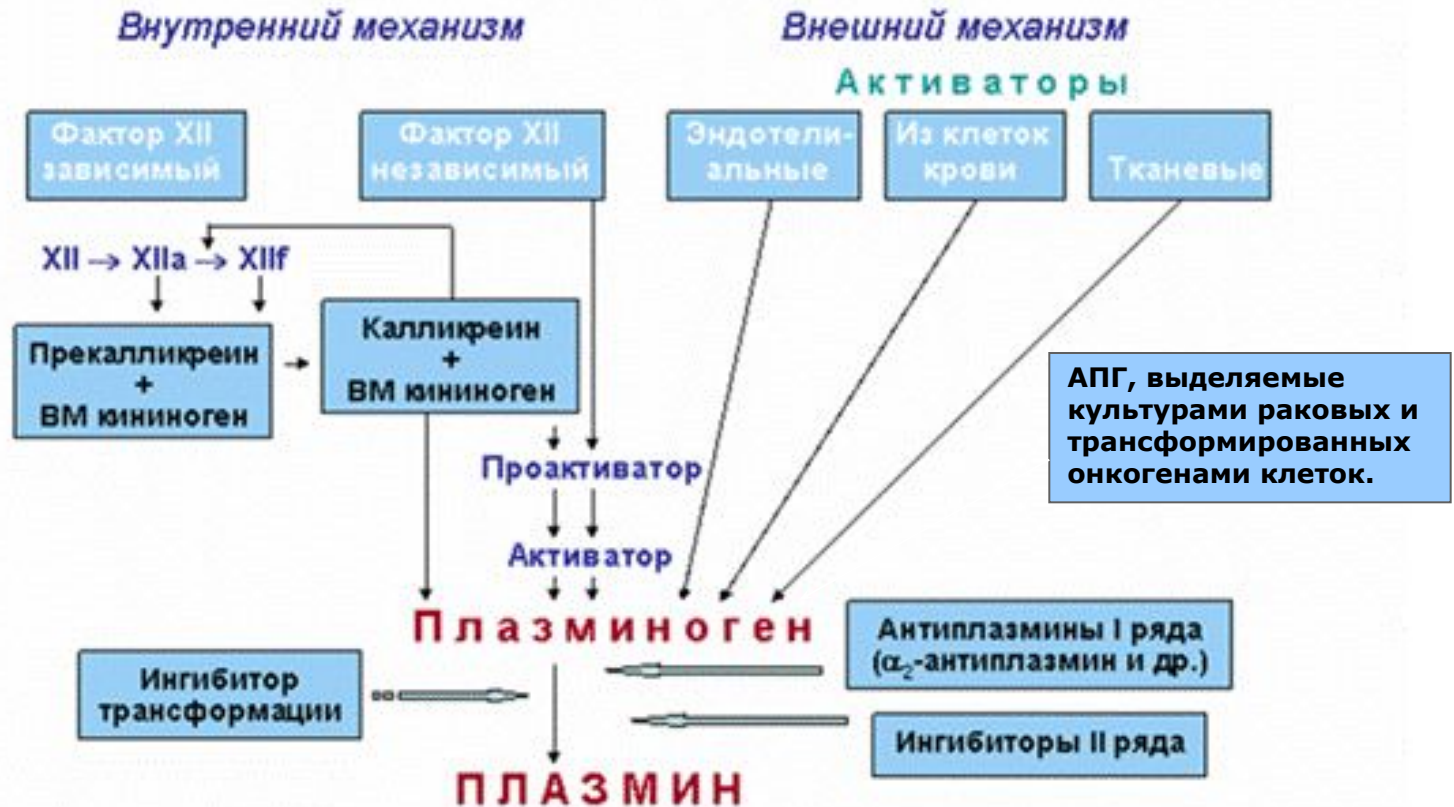 Внутренний механизм
Внешний механизм
Активаторы
Фактор XII
зависимый
Фактор XII
независимый
Эндотели-
альные
Из клеток
крови
Тканевые
XII → XIIa → XIIf
Прекалликреин
+
ВМ кининоген
Калликреин
+
ВМ кининоген
АПГ, выделяемые
культурами раковых и
трансформированных
онкогенами клеток.
Проактиватор
Активатор
Плазминоген
Ингибитор
трансформации
Антиплазмины I ряда
(α₂-антиплазмин и др.)
Ингибиторы II ряда
ПЛАЗМИН